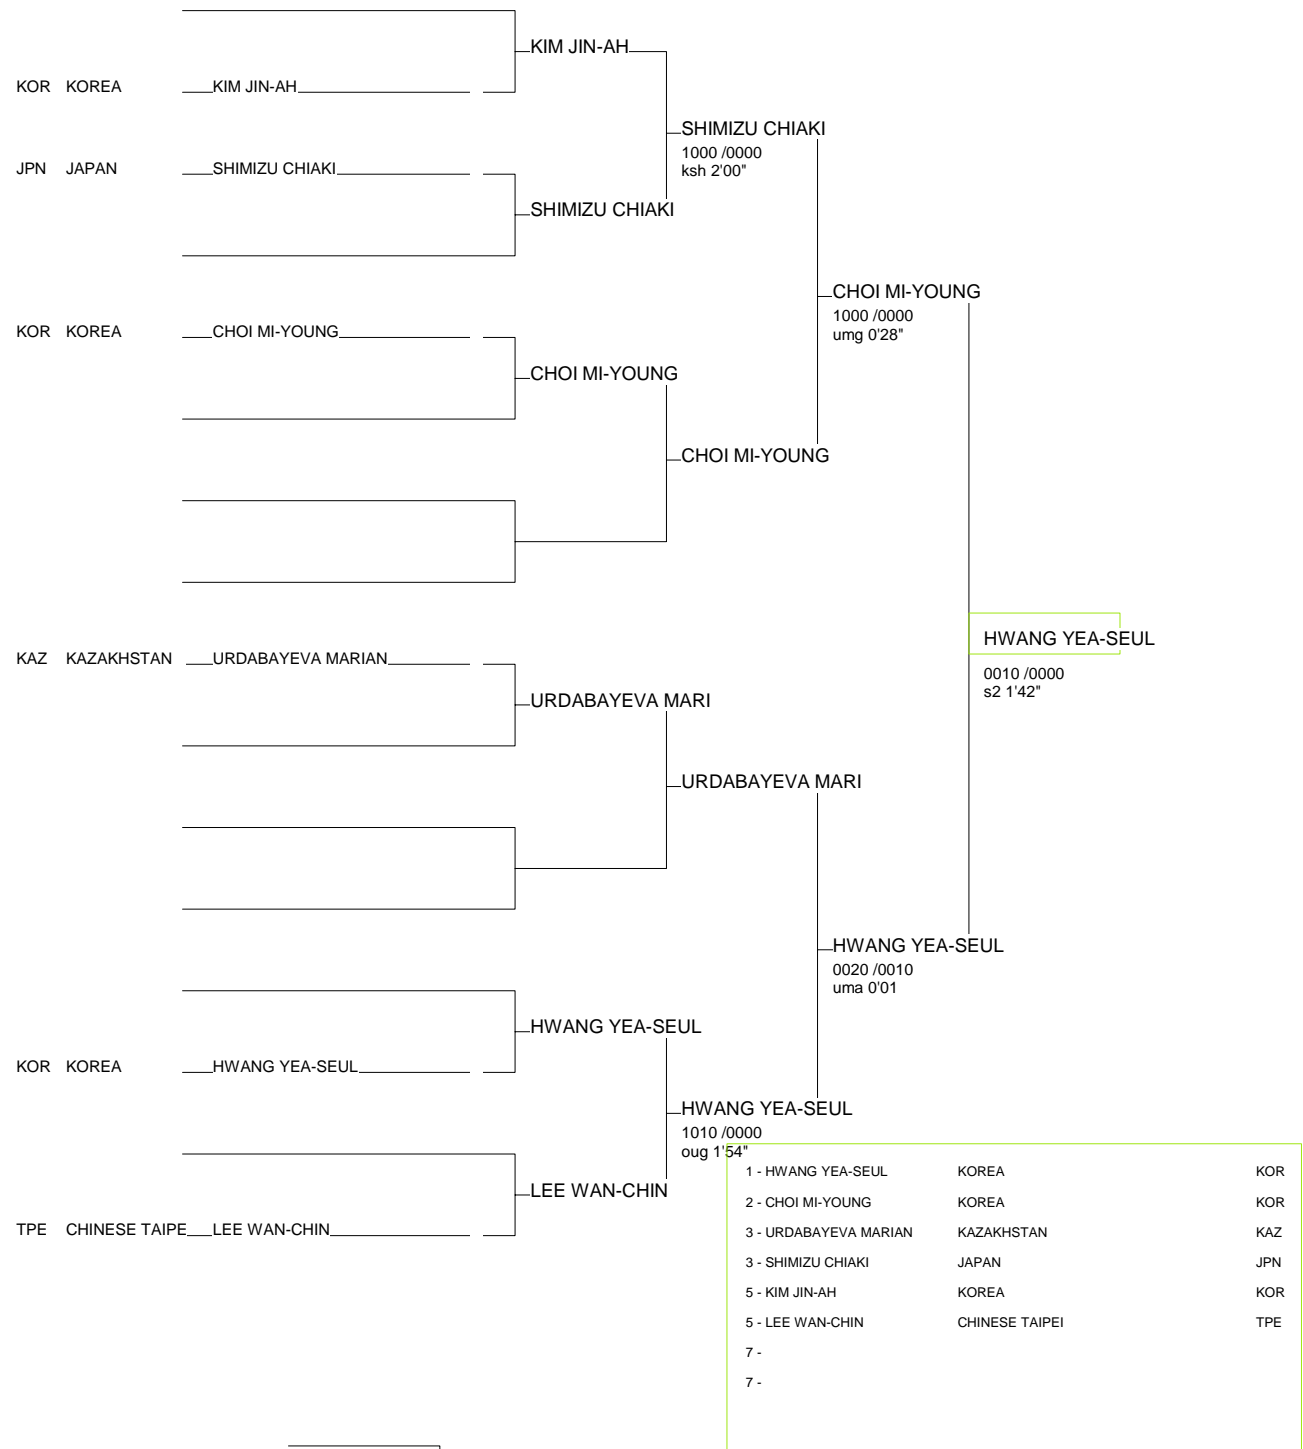 KIM JIN-AH
KOR KOREA KIM JIN-AH
SHIMIZU CHIAKI
1000 /0000
ksh 2'00"
JPN JAPAN SHIMIZU CHIAKI
SHIMIZU CHIAKI
CHOI MI-YOUNG
1000 /0000
umg 0'28"
KOR KOREA CHOI MI-YOUNG
CHOI MI-YOUNG
CHOI MI-YOUNG
HWANG YEA-SEUL
0010 /0000
s2 1'42"
KAZ KAZAKHSTAN URDABAYEVA MARIAN
URDABAYEVA MARI
URDABAYEVA MARI
HWANG YEA-SEUL
0020 /0010
uma 0'01
HWANG YEA-SEUL
KOR KOREA HWANG YEA-SEUL
HWANG YEA-SEUL
1010 /0000
oug 1'54"
LEE WAN-CHIN
TPE CHINESE TAIPE LEE WAN-CHIN
1 - HWANG YEA-SEUL KOREA KOR
2 - CHOI MI-YOUNG KOREA KOR
3 - URDABAYEVA MARIAN KAZAKHSTAN KAZ
3 - SHIMIZU CHIAKI JAPAN JPN
5 - KIM JIN-AH KOREA KOR
5 - LEE WAN-CHIN CHINESE TAIPEI TPE
7 -
7 -